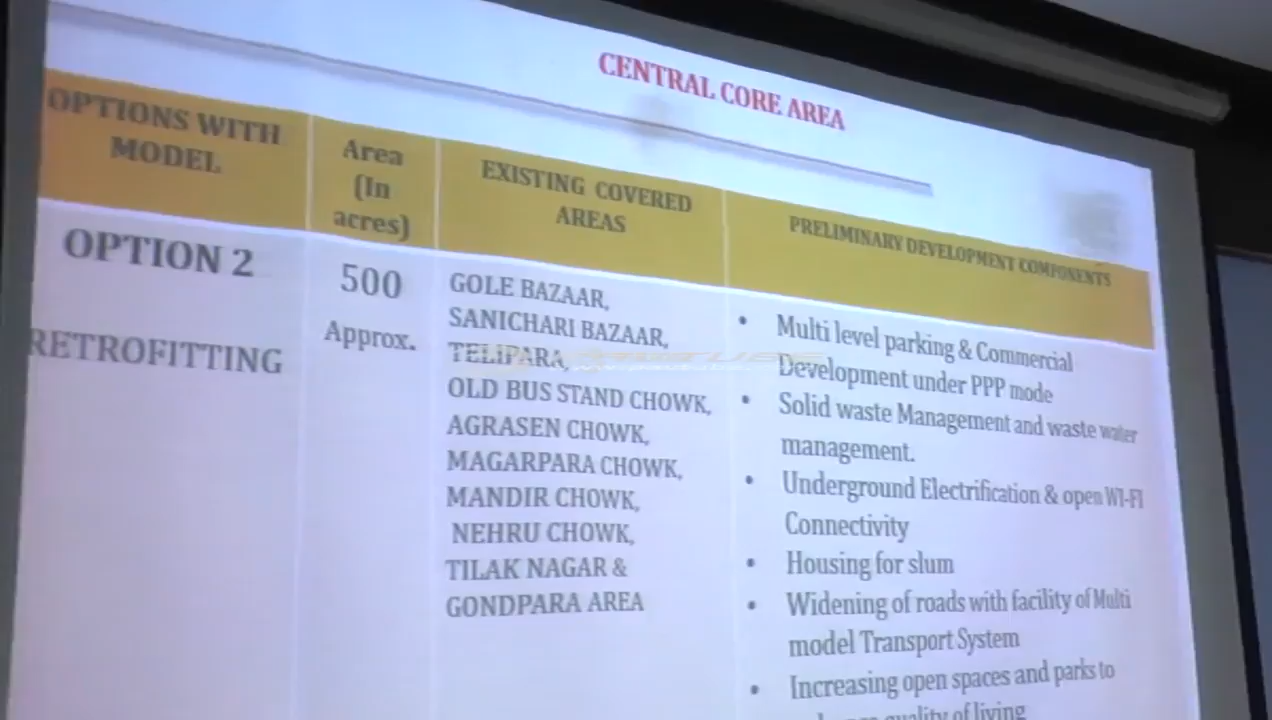 CENTRAL CORE AREA
OPTIONS WITH
MODEL
Area
(In
acres)
EXISTING COVERED
AREAS
PRELIMINARY DEVELOPMENT COMPONENTS
OPTION 2
RETROFITTING
500
Approx.
GOLE BAZAAR,
SANICHARI BAZAAR,
TELIPARA,
OLD BUS STAND CHOWK,
AGRASEN CHOWK,
MAGARPARA CHOWK,
MANDIR CHOWK,
NEHRU CHOWK,
TILAK NAGAR &
GONDPARA AREA
• Multi level parking & Commercial
Development under PPP mode
• Solid waste Management and waste water
management.
• Underground Electrification & open WI-FI
Connectivity
• Housing for slum
• Widening of roads with facility of Multi
model Transport System
• Increasing open spaces and parks to
quality of living